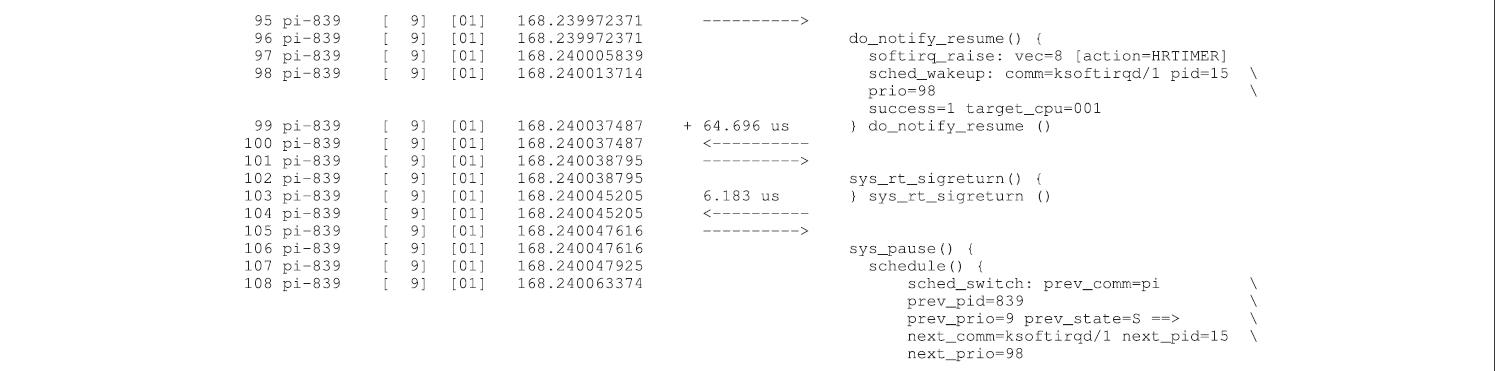 95 pi-839 [ 9] [01] 168.239972371 ---------->
96 pi-839 [ 9] [01] 168.239972371 do_notify_resume() {
97 pi-839 [ 9] [01] 168.240005839 softirq_raise: vec=8 [action=HRTIMER]
98 pi-839 [ 9] [01] 168.240013714 sched_wakeup: comm=ksoftirqd/1 pid=15 \
prio=98 \
success=1 target_cpu=001
99 pi-839 [ 9] [01] 168.240037487 + 64.696 us } do_notify_resume ()
100 pi-839 [ 9] [01] 168.240037487 <----------
101 pi-839 [ 9] [01] 168.240038795 ---------->
102 pi-839 [ 9] [01] 168.240038795 sys_rt_sigreturn() {
103 pi-839 [ 9] [01] 168.240045205 6.183 us } sys_rt_sigreturn ()
104 pi-839 [ 9] [01] 168.240045205 <----------
105 pi-839 [ 9] [01] 168.240047616 ---------->
106 pi-839 [ 9] [01] 168.240047616 sys_pause() {
107 pi-839 [ 9] [01] 168.240047925 schedule() {
108 pi-839 [ 9] [01] 168.240063374 sched_switch: prev_comm=pi \
prev_pid=839 \
prev_prio=9 prev_state=S ==> \
next_comm=ksoftirqd/1 next_pid=15 \
next_prio=98